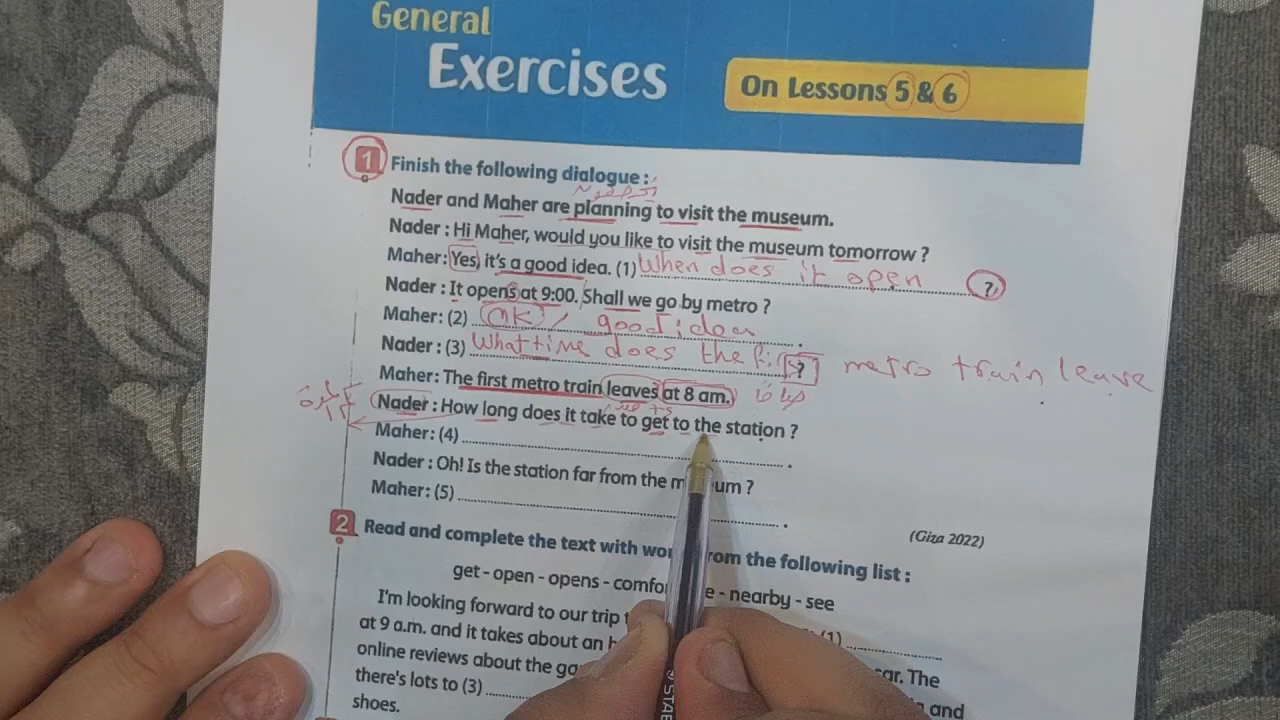 General
Exercises
On Lessons 5 & 6
1 Finish the following dialogue :
Nader and Maher are planning to visit the museum.
Nader : Hi Maher, would you like to visit the museum tomorrow ?
Maher: Yes, it's a good idea. (1) When does it open ?
Nader : It opens at 9:00. Shall we go by metro ?
Maher: (2) OK, good idea .
Nader : (3) What time does the ? metro train leave
Maher: The first metro train leaves at 8 am.
Nader : How long does it take to get to the station ?
Maher: (4) .
Nader : Oh! Is the station far from the ?
Maher: (5) .
(Giza 2022)
2 Read and complete the text with from the following list :
get - open - opens - - nearby - see
I'm looking forward to our trip (1)
at 9 a.m. and it takes about an The
online reviews about the
there's lots to (3) and
shoes.